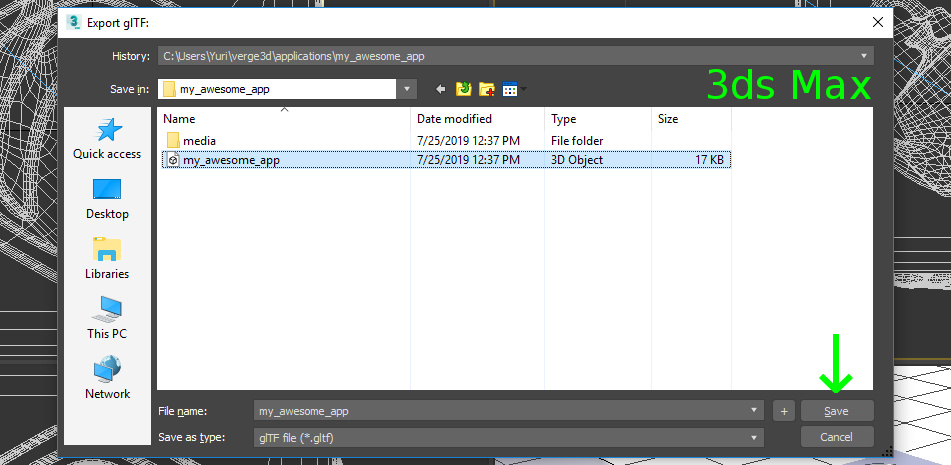 3 Export glTF:
History: C:\Users\Yuri\verge3d\applications\my_awesome_app
Save in: my_awesome_app
3ds Max
Name Date modified Type Size
media 7/25/2019 12:37 PM File folder
my_awesome_app 7/25/2019 12:37 PM 3D Object 17 KB
Quick access
Desktop
Libraries
This PC
Network
File name: my_awesome_app + Save
Save as type: glTF file (*.gltf) Cancel